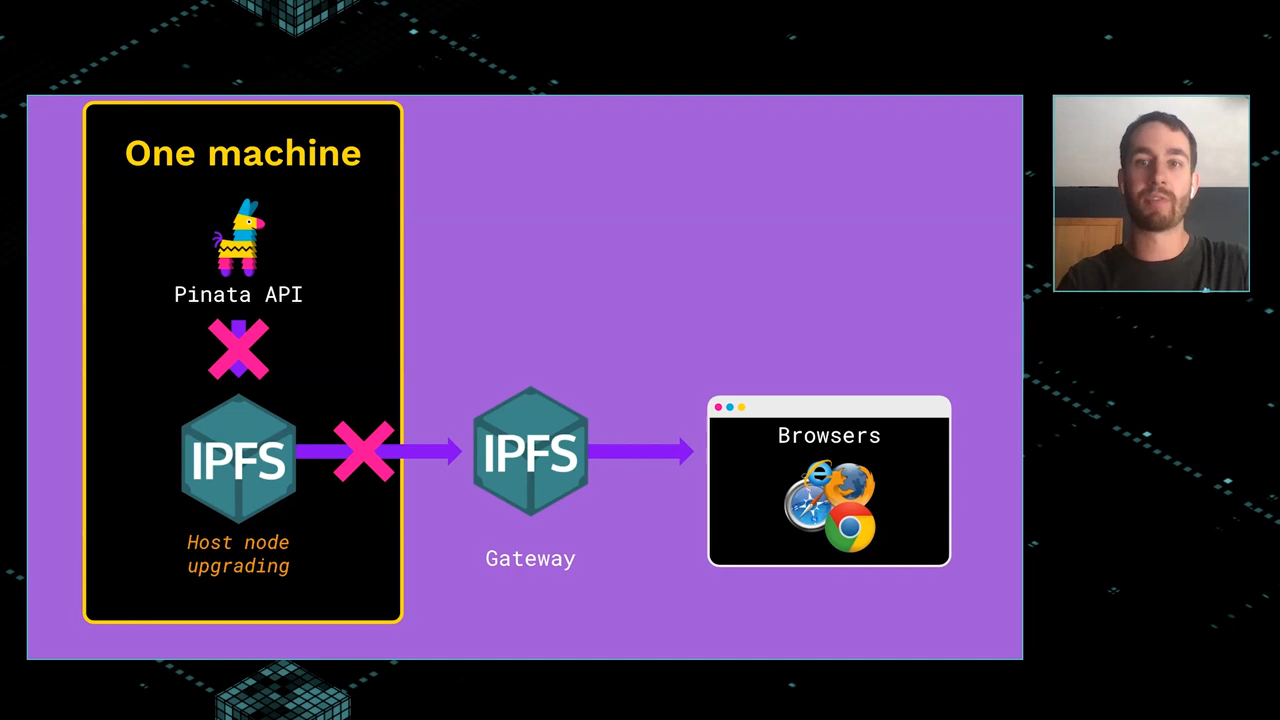 One machine
Pinata API
IPFS
Host node
upgrading
IPFS
Gateway
Browsers